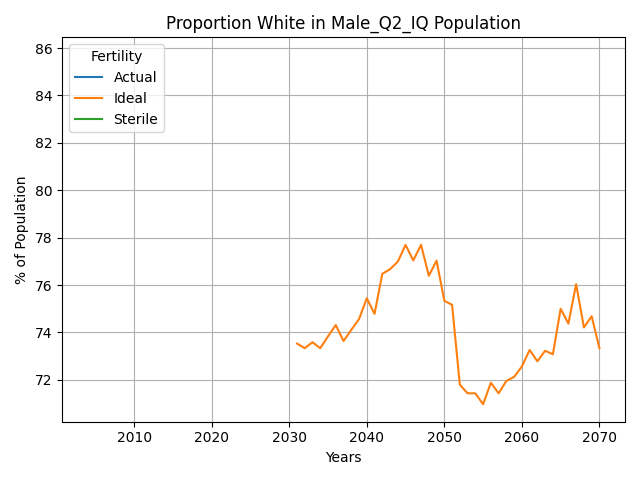 Proportion White in Male_Q2_IQ Population
% of Population
86
84
82
80
78
76
74
72
Fertility
Actual
Ideal
Sterile
2010
2020
2030
2040
2050
2060
2070
Years